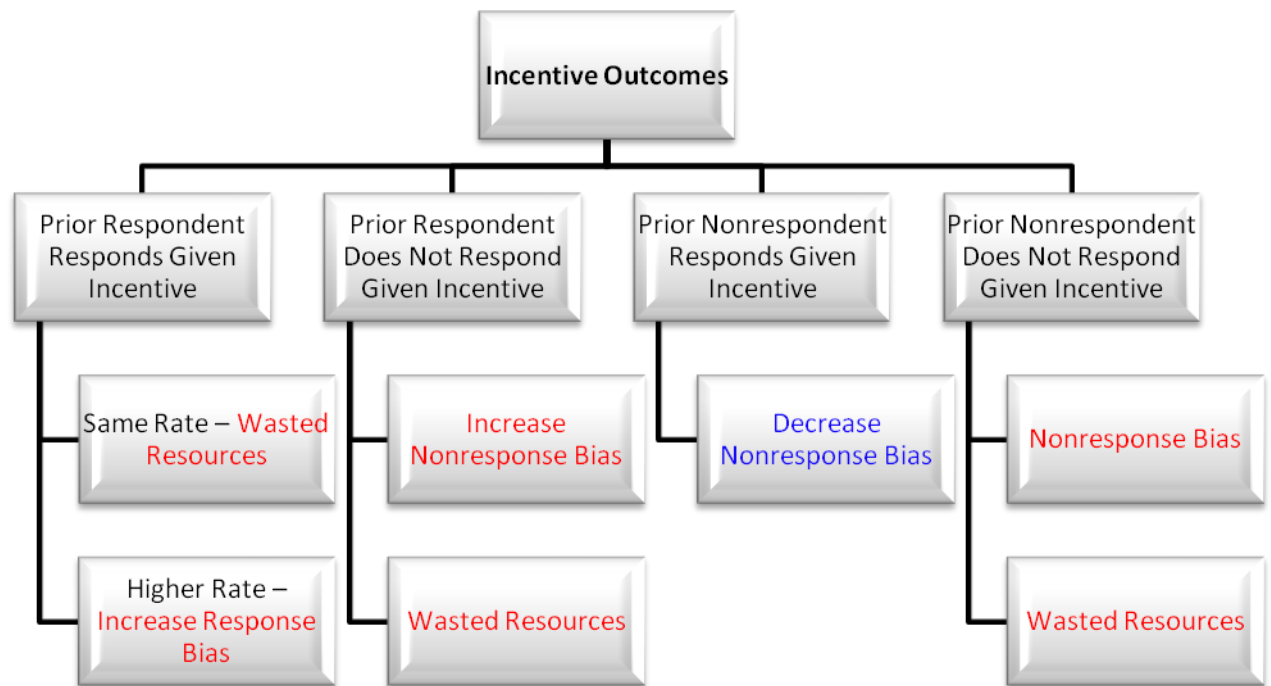 Incentive Outcomes
Prior Respondent
Responds Given
Incentive
Same Rate – Wasted
Resources
Higher Rate –
Increase Response
Bias
Prior Respondent
Does Not Respond
Given Incentive
Increase
Nonresponse Bias
Wasted Resources
Prior Nonrespondent
Responds Given
Incentive
Decrease
Nonresponse Bias
Prior Nonrespondent
Does Not Respond
Given Incentive
Nonresponse Bias
Wasted Resources